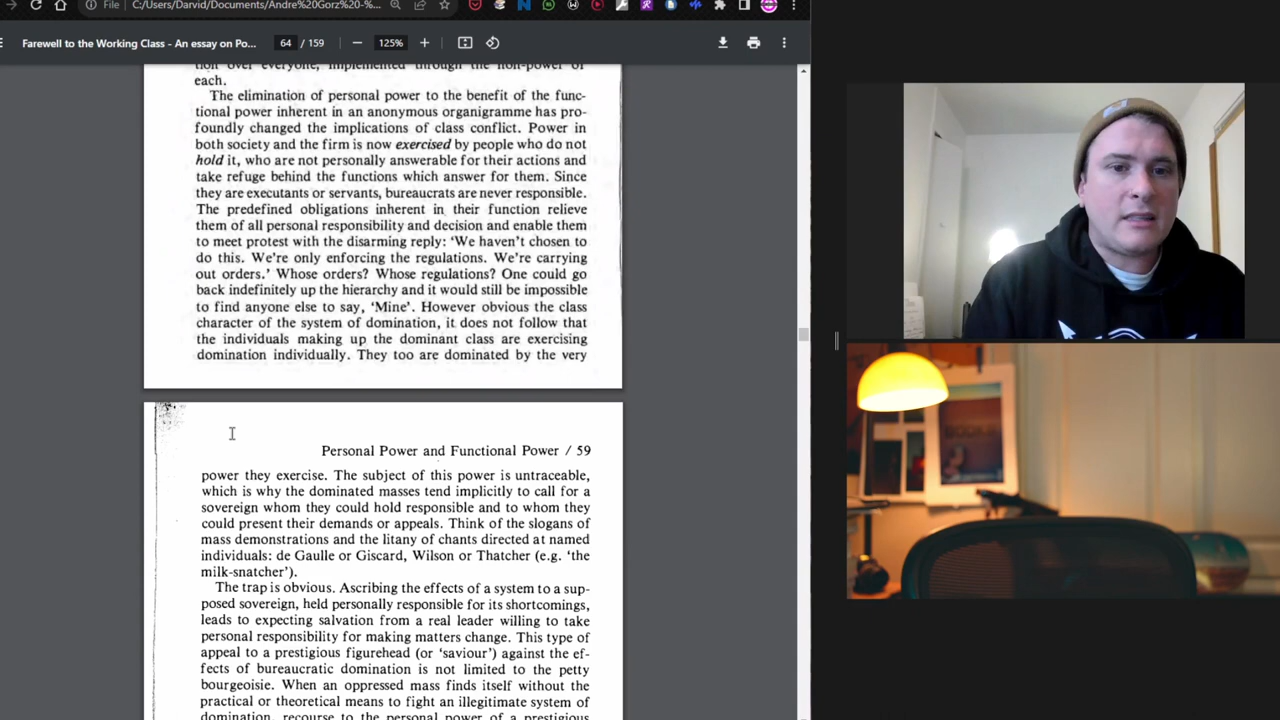 File
C:/Users/Darvid/Documents/Andre%20Gorz%20-%...
Farewell to the Working Class - An essay on Po...
64 / 159
125%
tion over everyone, implemented through the non-power of
each.
The elimination of personal power to the benefit of the func-
tional power inherent in an anonymous organigramme has pro-
foundly changed the implications of class conflict. Power in
both society and the firm is now exercised by people who do not
hold it, who are not personally answerable for their actions and
take refuge behind the functions which answer for them. Since
they are executants or servants, bureaucrats are never responsible.
The predefined obligations inherent in their function relieve
them of all personal responsibility and decision and enable them
to meet protest with the disarming reply: ‘We haven’t chosen to
do this. We’re only enforcing the regulations. We’re carrying
out orders.’ Whose orders? Whose regulations? One could go
back indefinitely up the hierarchy and it would still be impossible
to find anyone else to say, ‘Mine’. However obvious the class
character of the system of domination, it does not follow that
the individuals making up the dominant class are exercising
domination individually. They too are dominated by the very
Personal Power and Functional Power / 59
power they exercise. The subject of this power is untraceable,
which is why the dominated masses tend implicitly to call for a
sovereign whom they could hold responsible and to whom they
could present their demands or appeals. Think of the slogans of
mass demonstrations and the litany of chants directed at named
individuals: de Gaulle or Giscard, Wilson or Thatcher (e.g. ‘the
milk-snatcher’).
The trap is obvious. Ascribing the effects of a system to a sup-
posed sovereign, held personally responsible for its shortcomings,
leads to expecting salvation from a real leader willing to take
personal responsibility for making matters change. This type of
appeal to a prestigious figurehead (or ‘saviour’) against the ef-
fects of bureaucratic domination is not limited to the petty
bourgeoisie. When an oppressed mass finds itself without the
practical or theoretical means to fight an illegitimate system of
domination, recourse to the personal power of a prestigious